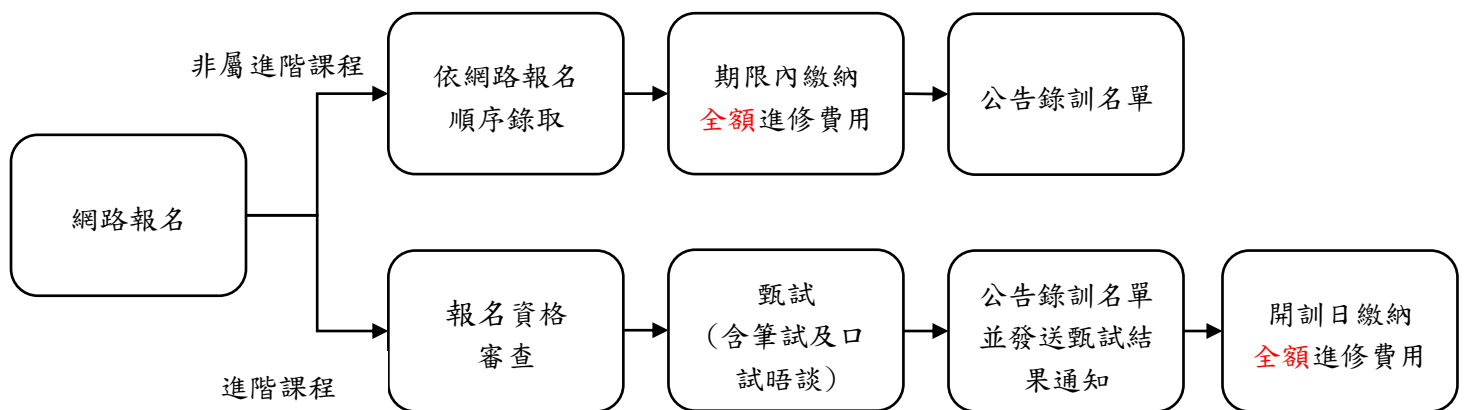 網路報名
非屬進階課程
依網路報名
順序錄取
期限內繳納
全額進修費用
公告錄訓名單
進階課程
報名資格
審查
甄試
（含筆試及口
試晤談）
公告錄訓名單
並發送甄試結
果通知
開訓日繳納
全額進修費用